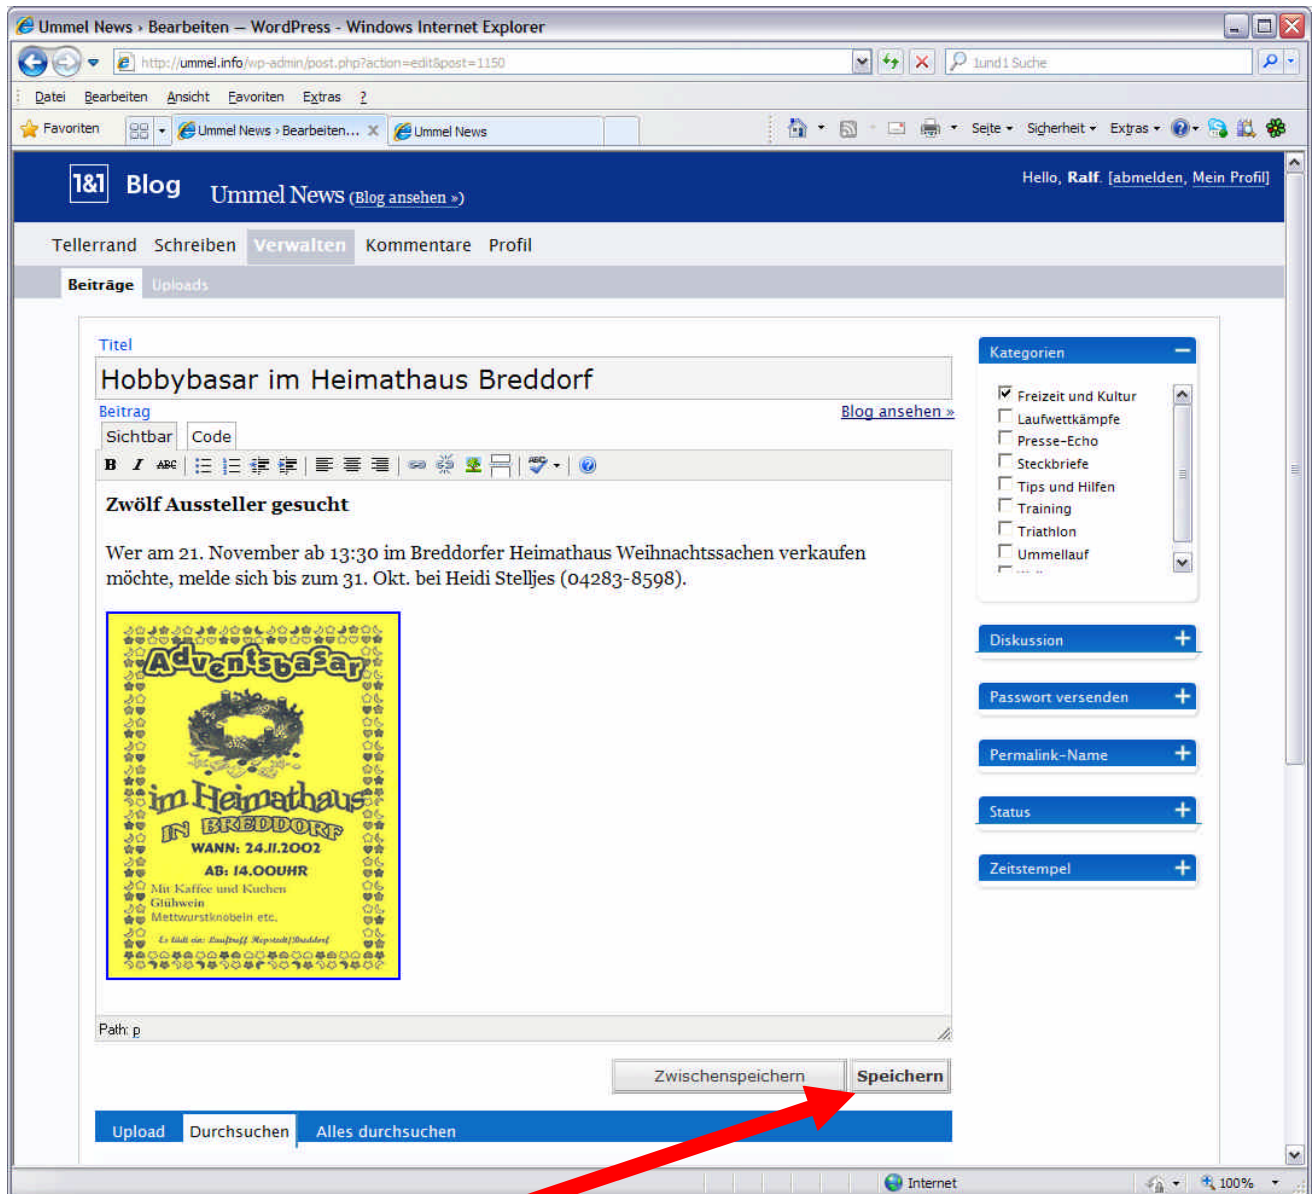 Ummel News › Bearbeiten — WordPress - Windows Internet Explorer
http://ummel.info/wp-admin/post.php?action=edit&post=1150
1und1 Suche
Datei Bearbeiten Ansicht Favoriten Extras ?
Favoriten
Ummel News › Bearbeiten...
Ummel News
Seite
Sicherheit
Extras
1&1 Blog
Ummel News (Blog ansehen »)
Hello, Ralf. [abmelden, Mein Profil]
Tellerrand Schreiben Verwalten Kommentare Profil
Beiträge Uploads
Titel
Hobbybasar im Heimathaus Breddorf
Beitrag
Blog ansehen »
Sichtbar Code
B I ABC
Zwölf Aussteller gesucht
Wer am 21. November ab 13:30 im Breddorfer Heimathaus Weihnachtssachen verkaufen
möchte, melde sich bis zum 31. Okt. bei Heidi Stelljes (04283-8598).
Adventsbasar
im Heimathaus
IN BREDDORF
WANN: 24.11.2002
AB: 14.00UHR
Mit Kaffee und Kuchen
Glühwein
Mettwurstknobeln etc.
Es lädt ein: Lauftreff Hepstedt/Breddorf
Path: p
Zwischenspeichern
Speichern
Upload Durchsuchen Alles durchsuchen
Kategorien
Freizeit und Kultur
Laufwettkämpfe
Presse-Echo
Steckbriefe
Tips und Hilfen
Training
Triathlon
Ummellauf
Diskussion
Passwort versenden
Permalink-Name
Status
Zeitstempel
Internet
100%